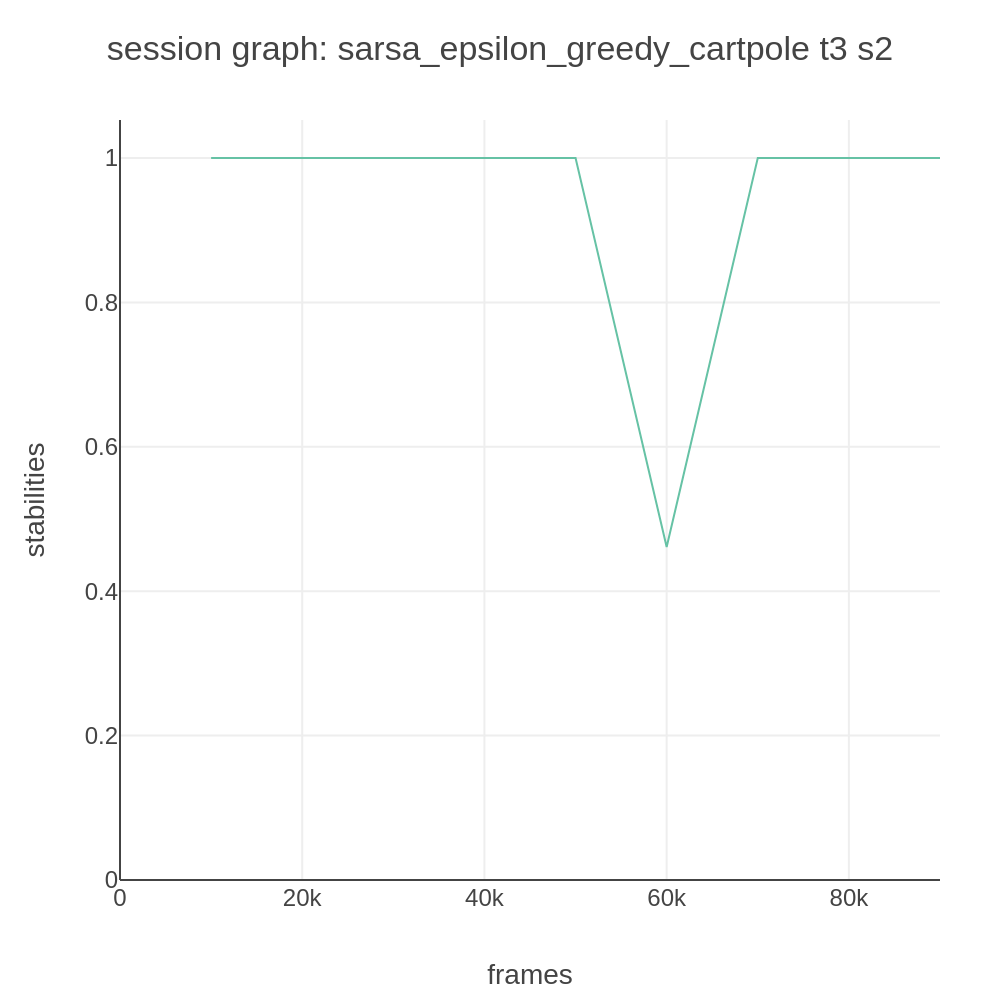 session graph: sarsa_epsilon_greedy_cartpole t3 s2
1
0.8
0.6
0.4
0.2
0
stabilities
0
20k
40k
60k
80k
frames